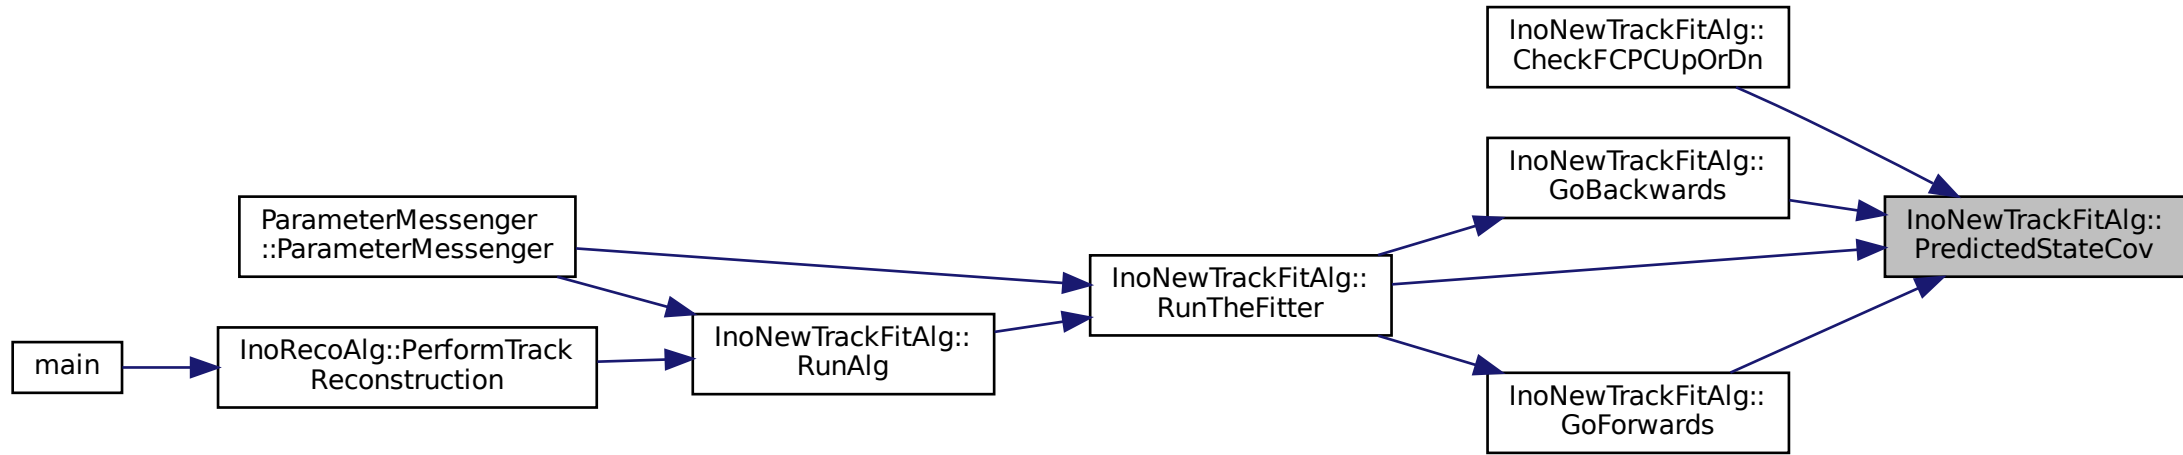 InoNewTrackFitAlg::
CheckFCPCUpOrDn
InoNewTrackFitAlg::
GoBackwards
InoNewTrackFitAlg::
PredictedStateCov
ParameterMessenger
::ParameterMessenger
InoNewTrackFitAlg::
RunTheFitter
InoNewTrackFitAlg::
RunAlg
main
InoRecoAlg::PerformTrack
Reconstruction
InoNewTrackFitAlg::
GoForwards